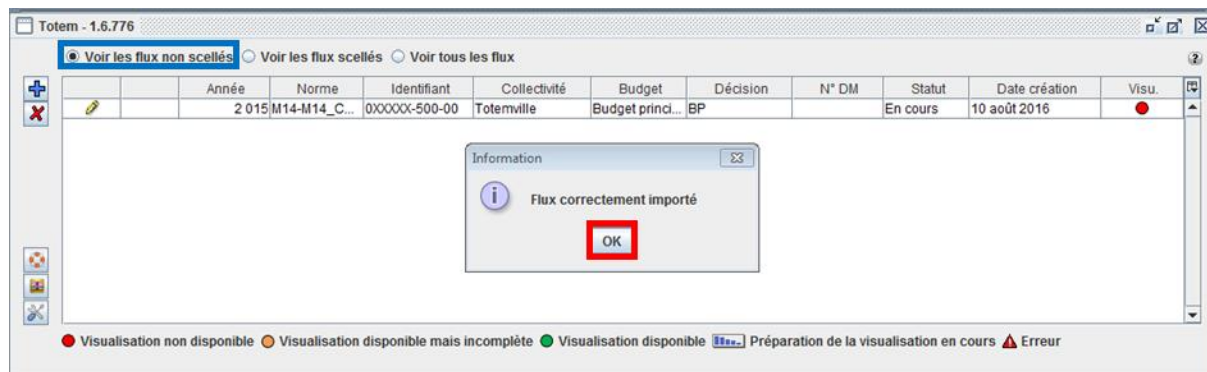 Totem - 1.6.776
Voir les flux non scellés Voir les flux scellés Voir tous les flux
Année Norme Identifiant Collectivité Budget Décision N° DM Statut Date création Visu.
2 015 M14-M14_C... 0XXXXX-500-00 Totemville Budget princi... BP En cours 10 août 2016
Information
Flux correctement importé
OK
Visualisation non disponible Visualisation disponible mais incomplète Visualisation disponible Préparation de la visualisation en cours Erreur